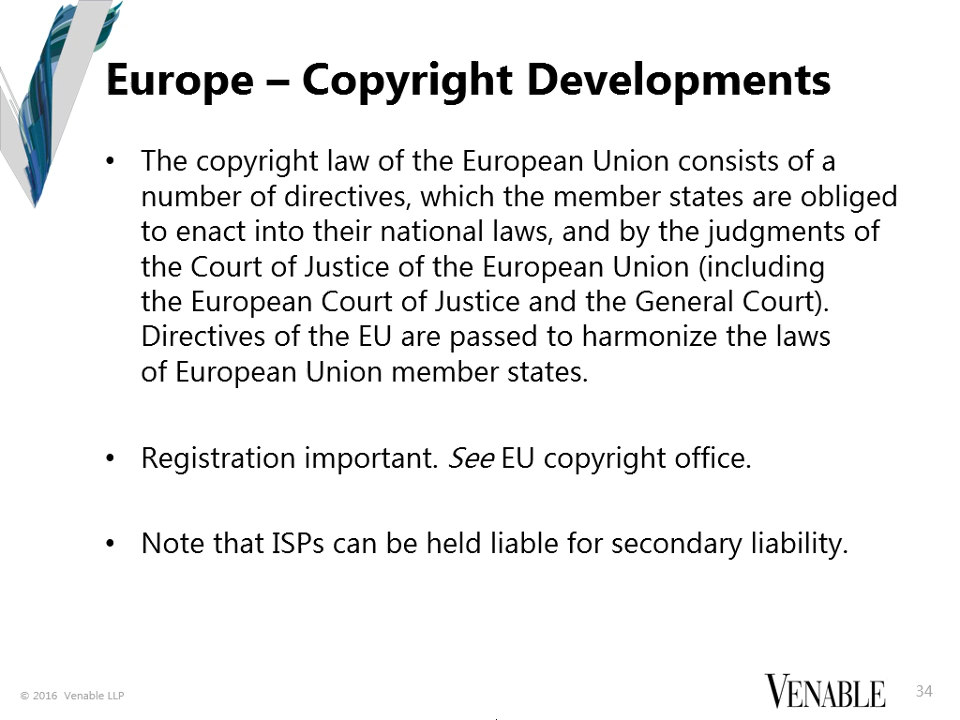 Europe – Copyright Developments
• The copyright law of the European Union consists of a
number of directives, which the member states are obliged
to enact into their national laws, and by the judgments of
the Court of Justice of the European Union (including
the European Court of Justice and the General Court).
Directives of the EU are passed to harmonize the laws
of European Union member states.
• Registration important. See EU copyright office.
• Note that ISPs can be held liable for secondary liability.
© 2016 Venable LLP
VENABLE
34